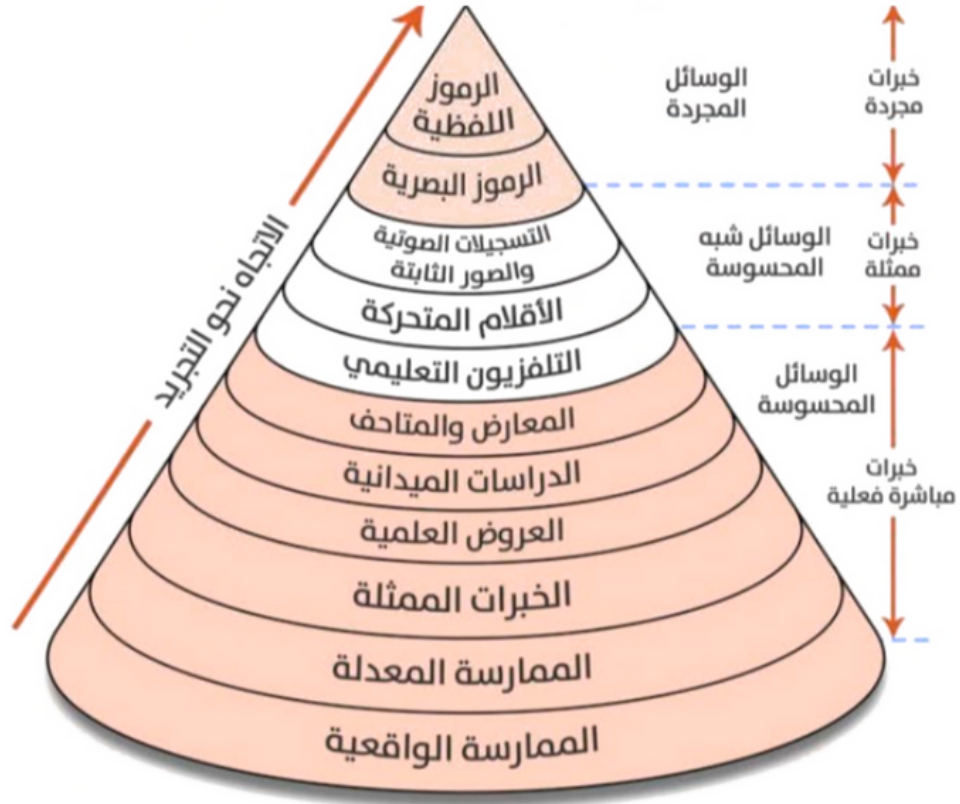 الرموز
اللفظية
الرموز البصرية
التسجيلات الصوتية
والصور الثابتة
الأقلام المتحركة
التلفزيون التعليمي
المعارض والمتاحف
الدراسات الميدانية
العروض العلمية
الخبرات الممثلة
الممارسة المعدلة
الممارسة الواقعية
الوسائل
المجردة
خبرات
مجردة
الوسائل شبه
المحسوسة
خبرات
ممثلة
الوسائل
المحسوسة
خبرات
مباشرة فعلية
الاتجاه نحو التجريد